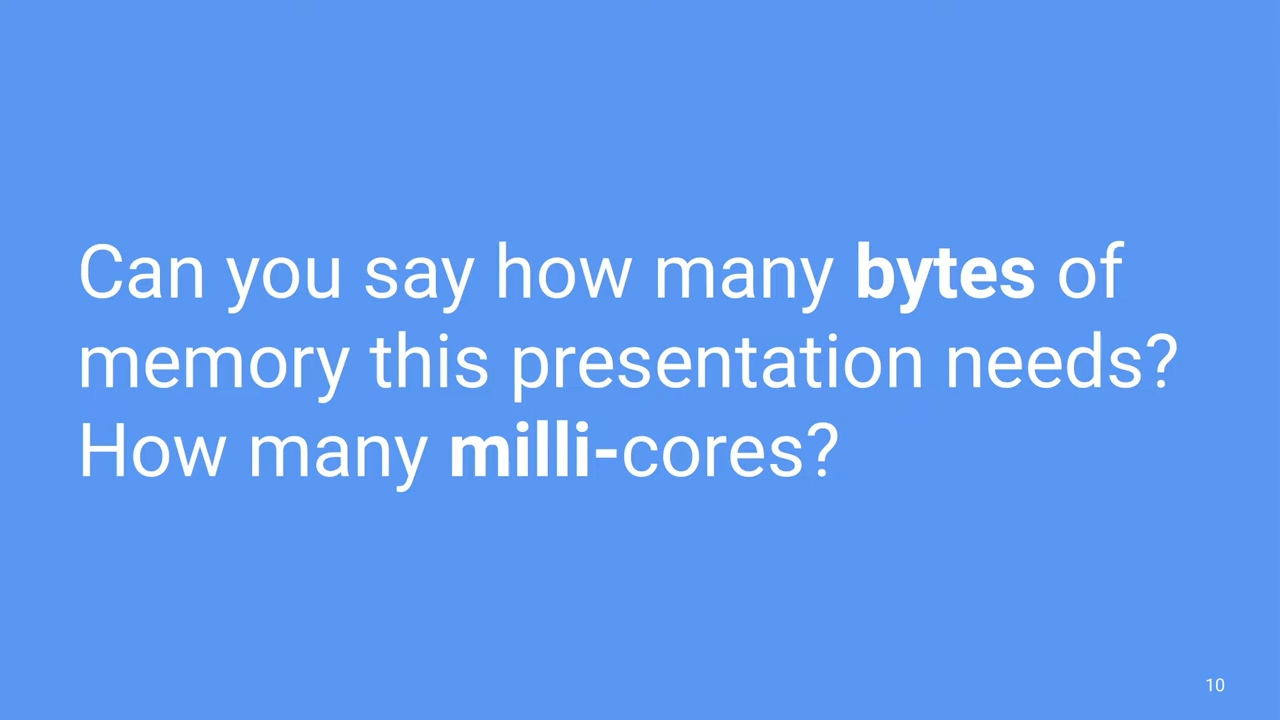 Can you say how many bytes of
memory this presentation needs?
How many milli-cores?
10